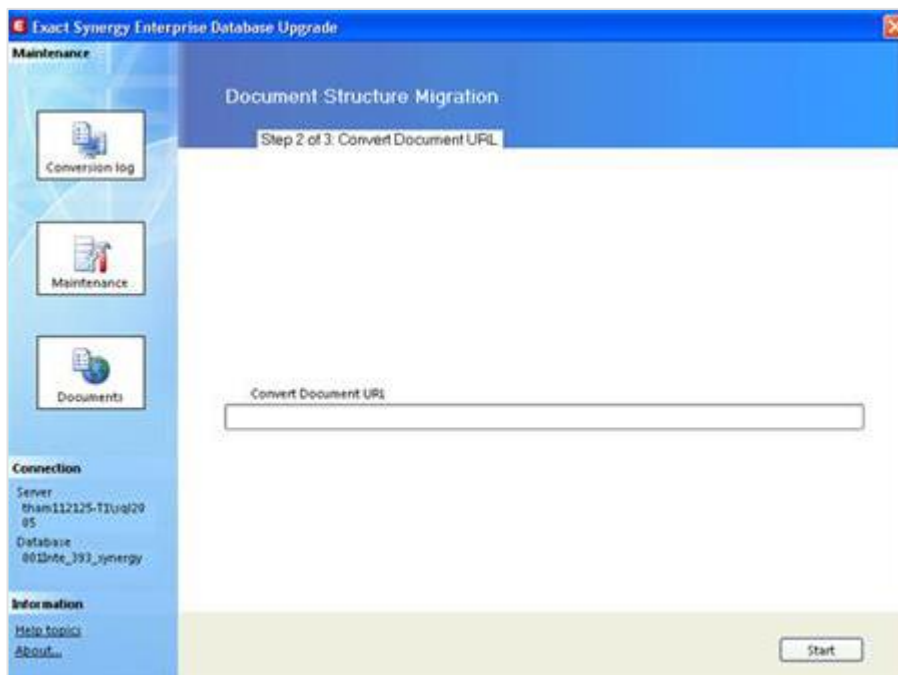 Exact Synergy Enterprise Database Upgrade
Maintenance
Document Structure Migration
Step 2 of 3: Convert Document URL
Conversion log
Maintenance
Documents
Convert Document URL
Connection
Server
Database
Information
Help topics
About...
Start